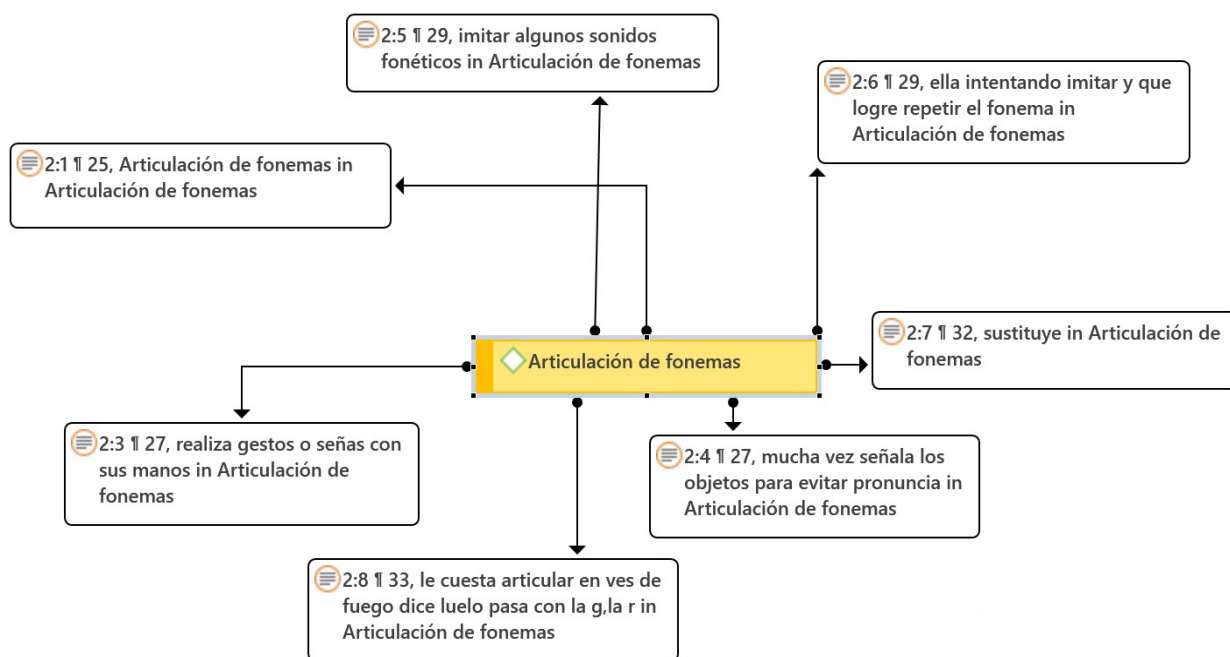 2:5 ¶ 29, imitar algunos sonidos
fonéticos in Articulación de fonemas
2:6 ¶ 29, ella intentando imitar y que
logre repetir el fonema in
Articulación de fonemas
2:1 ¶ 25, Articulación de fonemas in
Articulación de fonemas
2:7 ¶ 32, sustituye in Articulación de
fonemas
Articulación de fonemas
2:3 ¶ 27, realiza gestos o señas con
sus manos in Articulación de
fonemas
2:4 ¶ 27, mucha vez señala los
objetos para evitar pronuncia in
Articulación de fonemas
2:8 ¶ 33, le cuesta articular en ves de
fuego dice luelo pasa con la g,la r in
Articulación de fonemas